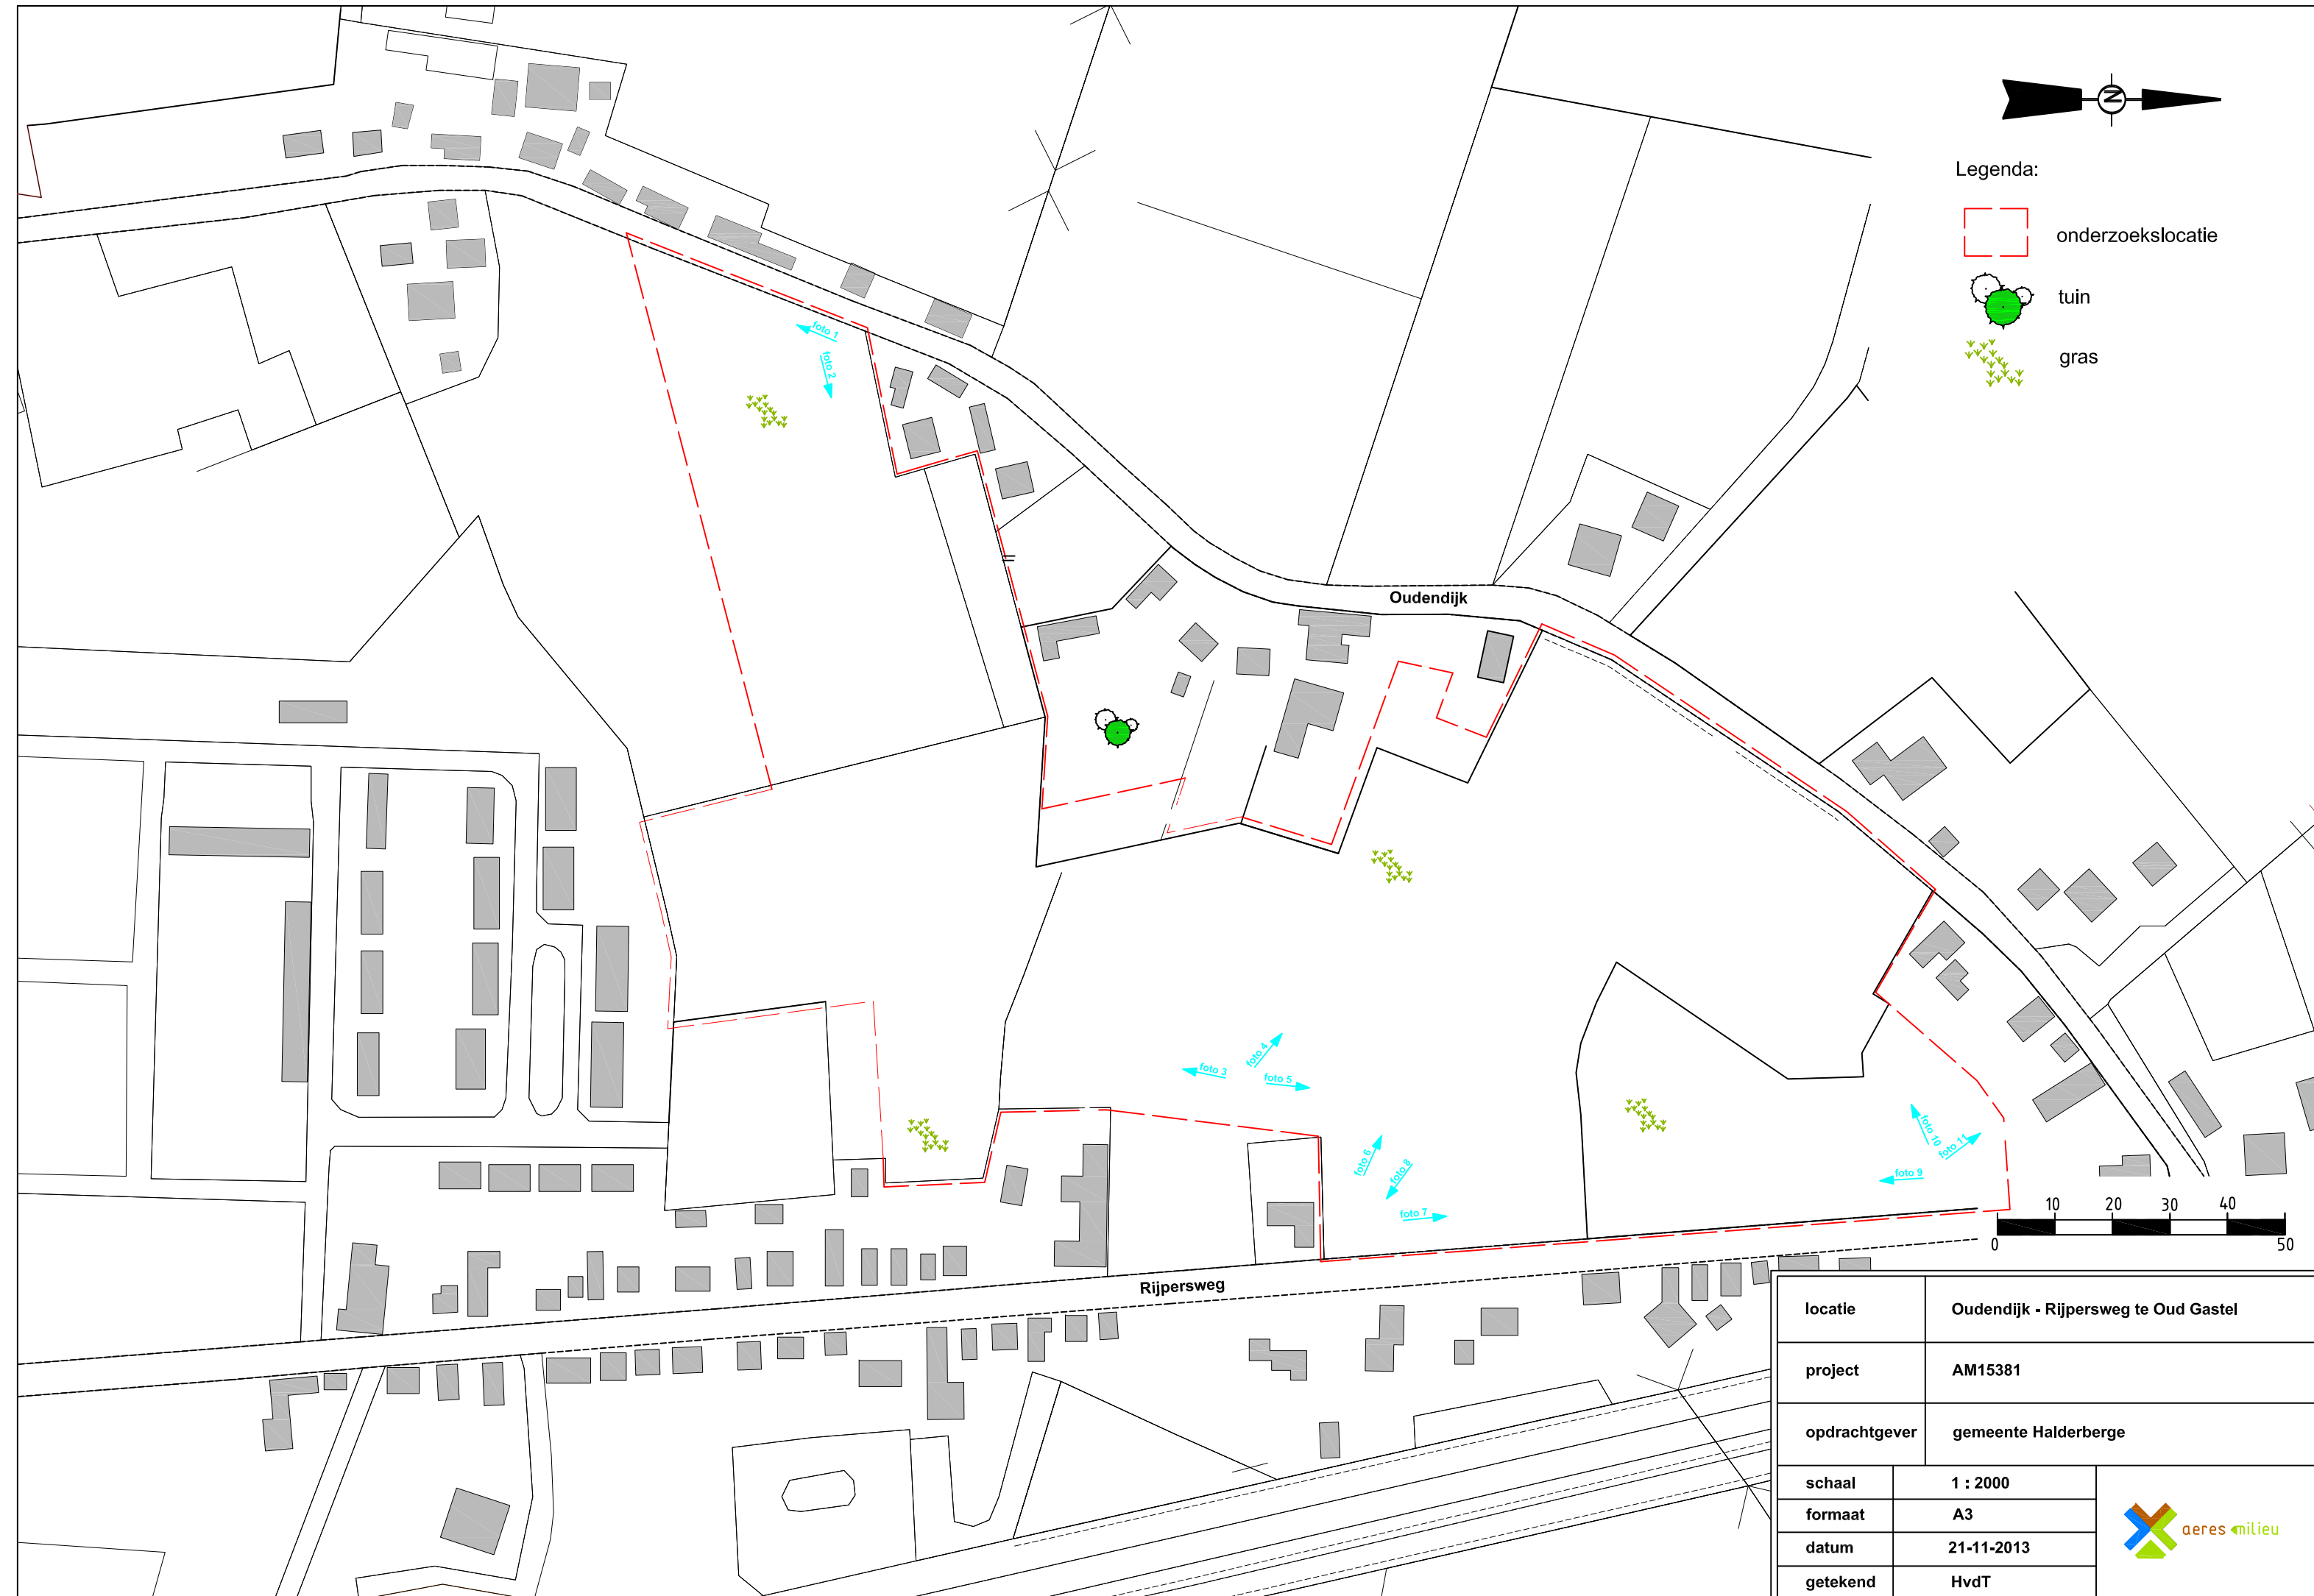 N
Legenda:
onderzoekslocatie
tuin
gras
foto 1
foto 2
Oudendijk
foto 3
foto 4
foto 5
foto 6
foto 8
foto 7
foto 10
foto 11
foto 9
Rijpersweg
10 20 30 40
0 50
locatie Oudendijk - Rijpersweg te Oud Gastel
project AM15381
opdrachtgever gemeente Halderberge
schaal 1 : 2000
formaat A3
datum 21-11-2013
getekend HvdT
aeres milieu